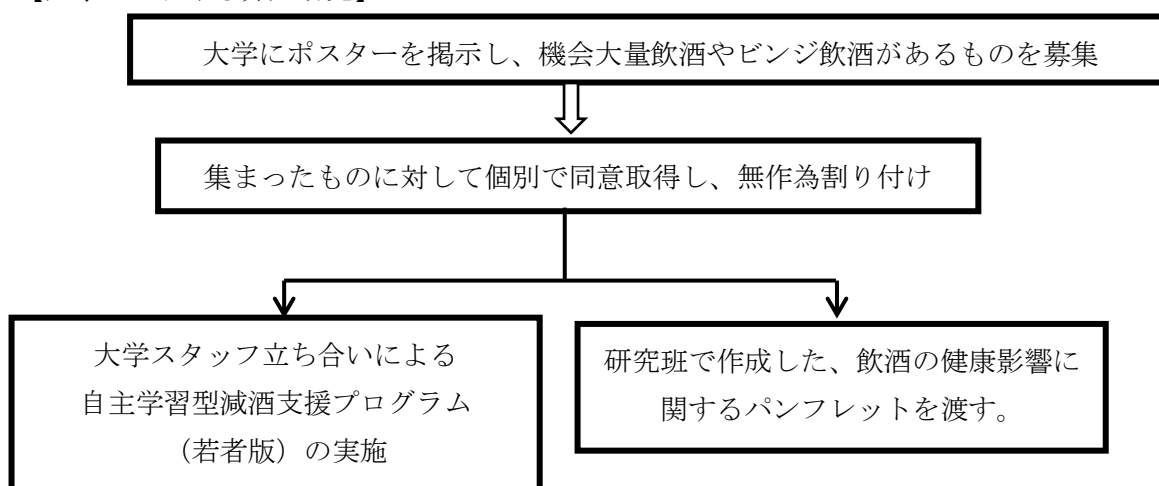 大学にポスターを掲示し、機会大量飲酒やビンジ飲酒があるものを募集
集まったものに対して個別で同意取得し、無作為割り付け
大学スタッフ立ち合いによる
自主学習型減酒支援プログラム
（若者版）の実施
研究班で作成した、飲酒の健康影響に
関するパンフレットを渡す。